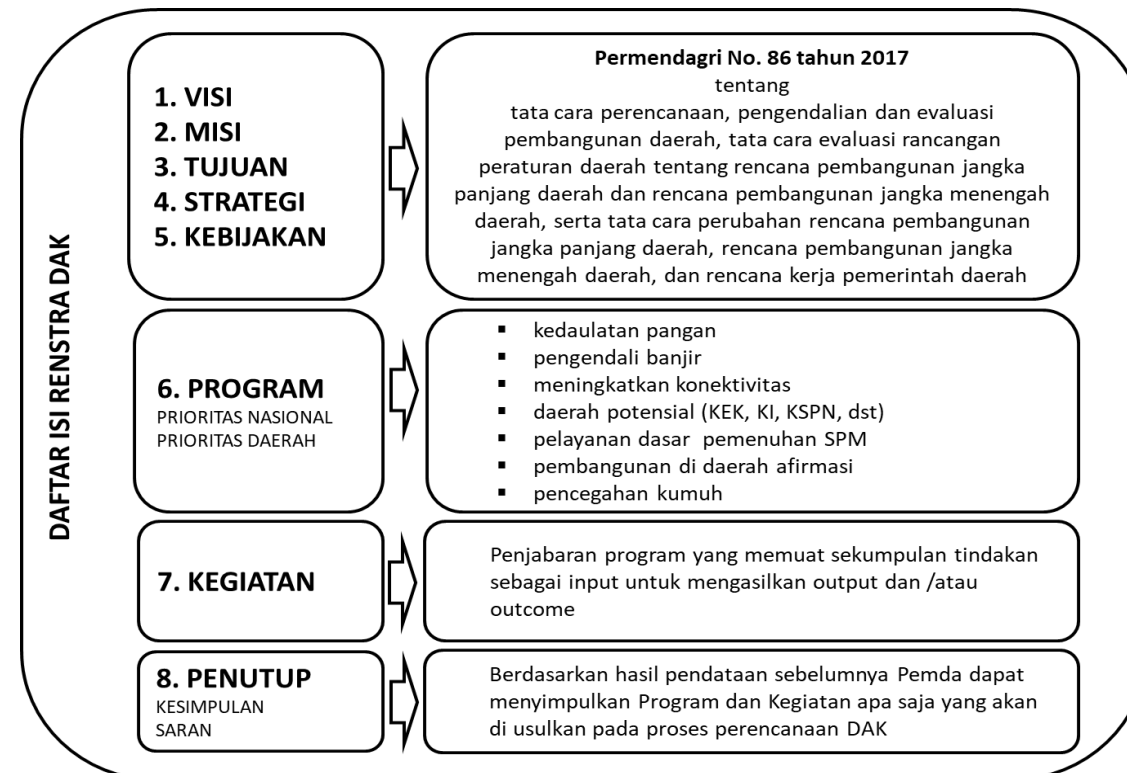 DAFTAR ISI RENSTRA DAK
1. VISI
2. MISI
3. TUJUAN
4. STRATEGI
5. KEBIJAKAN
Permendagri No. 86 tahun 2017
tentang
tata cara perencanaan, pengendalian dan evaluasi
pembangunan daerah, tata cara evaluasi rancangan
peraturan daerah tentang rencana pembangunan jangka
panjang daerah dan rencana pembangunan jangka menengah
daerah, serta tata cara perubahan rencana pembangunan
jangka panjang daerah, rencana pembangunan jangka
menengah daerah, dan rencana kerja pemerintah daerah
6. PROGRAM
PRIORITAS NASIONAL
PRIORITAS DAERAH
▪ kedaulatan pangan
▪ pengendali banjir
▪ meningkatkan konektivitas
▪ daerah potensial (KEK, KI, KSPN, dst)
▪ pelayanan dasar pemenuhan SPM
▪ pembangunan di daerah afirmasi
▪ pencegahan kumuh
7. KEGIATAN
Penjabaran program yang memuat sekumpulan tindakan
sebagai input untuk mengasilkan output dan /atau
outcome
8. PENUTUP
KESIMPULAN
SARAN
Berdasarkan hasil pendataan sebelumnya Pemda dapat
menyimpulkan Program dan Kegiatan apa saja yang akan
di usulkan pada proses perencanaan DAK